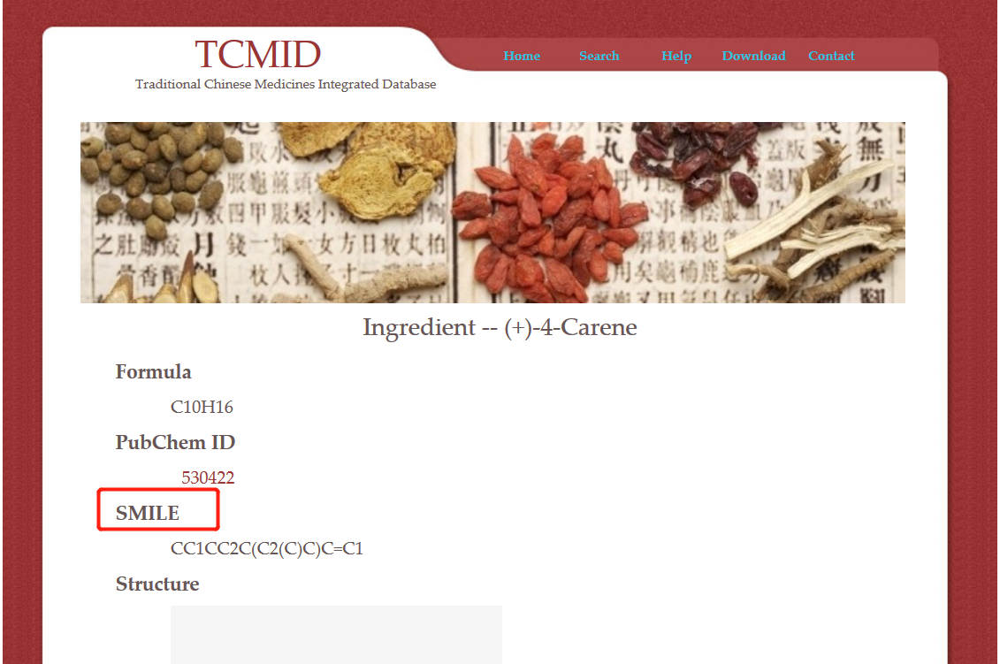 TCMID
Home Search Help Download Contact
Traditional Chinese Medicines Integrated Database
Ingredient -- (+)-4-Carene
Formula
C10H16
PubChem ID
530422
SMILE
CC1CC2C(C2(C)C)C=C1
Structure